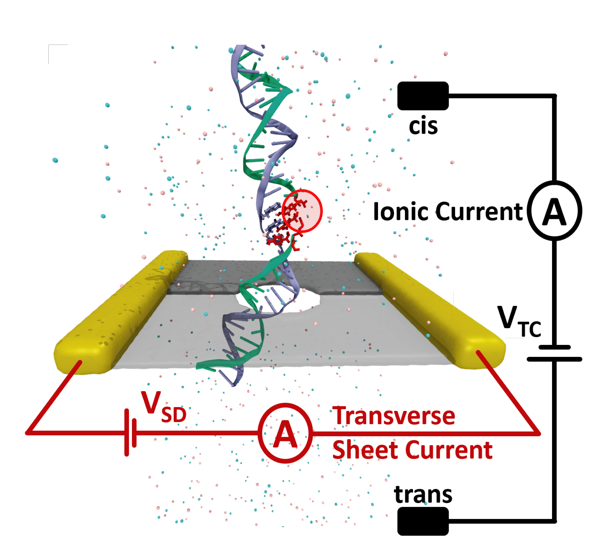 cis
Ionic Current
A
V_TC
V_SD
A
Transverse
Sheet Current
trans